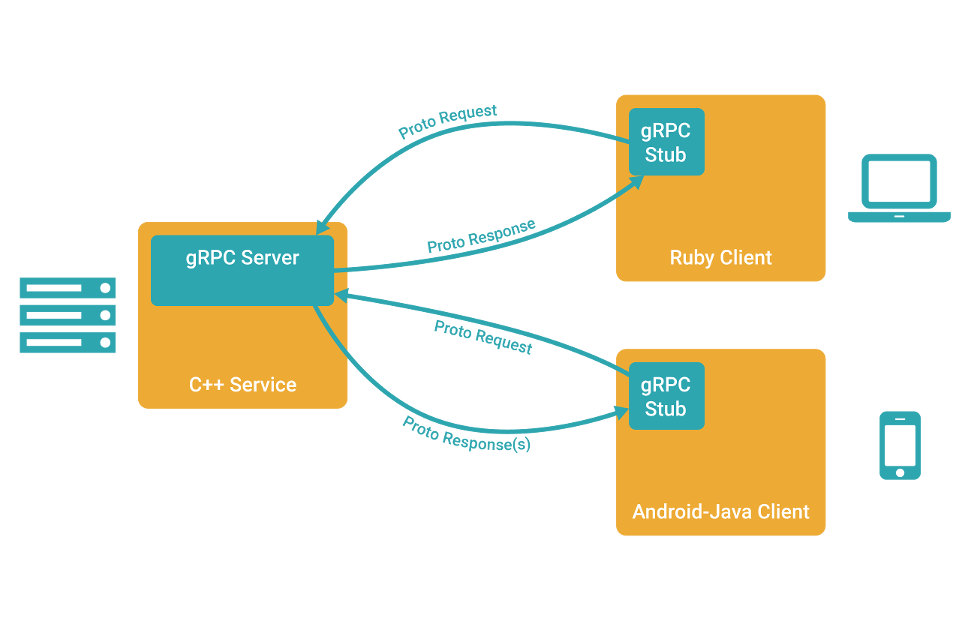 Proto Request
gRPC
Stub
Proto Response
Ruby Client
gRPC Server
C++ Service
Proto Request
gRPC
Stub
Proto Response(s)
Android-Java Client